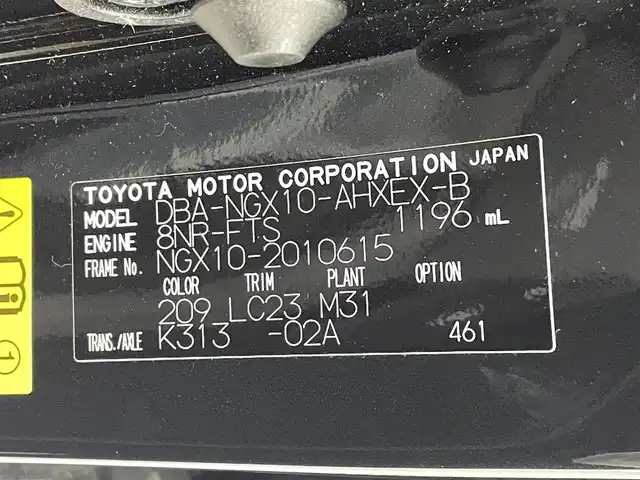 TOYOTA MOTOR CORPORATION JAPAN
MODEL DBA-NGX10-AHXEX-B
ENGINE 8NR-FTS 1196 mL
FRAME No. NGX10-2010615
COLOR TRIM PLANT OPTION
209 LC23 M31
TRANS./AXLE K313 -02A 461
1